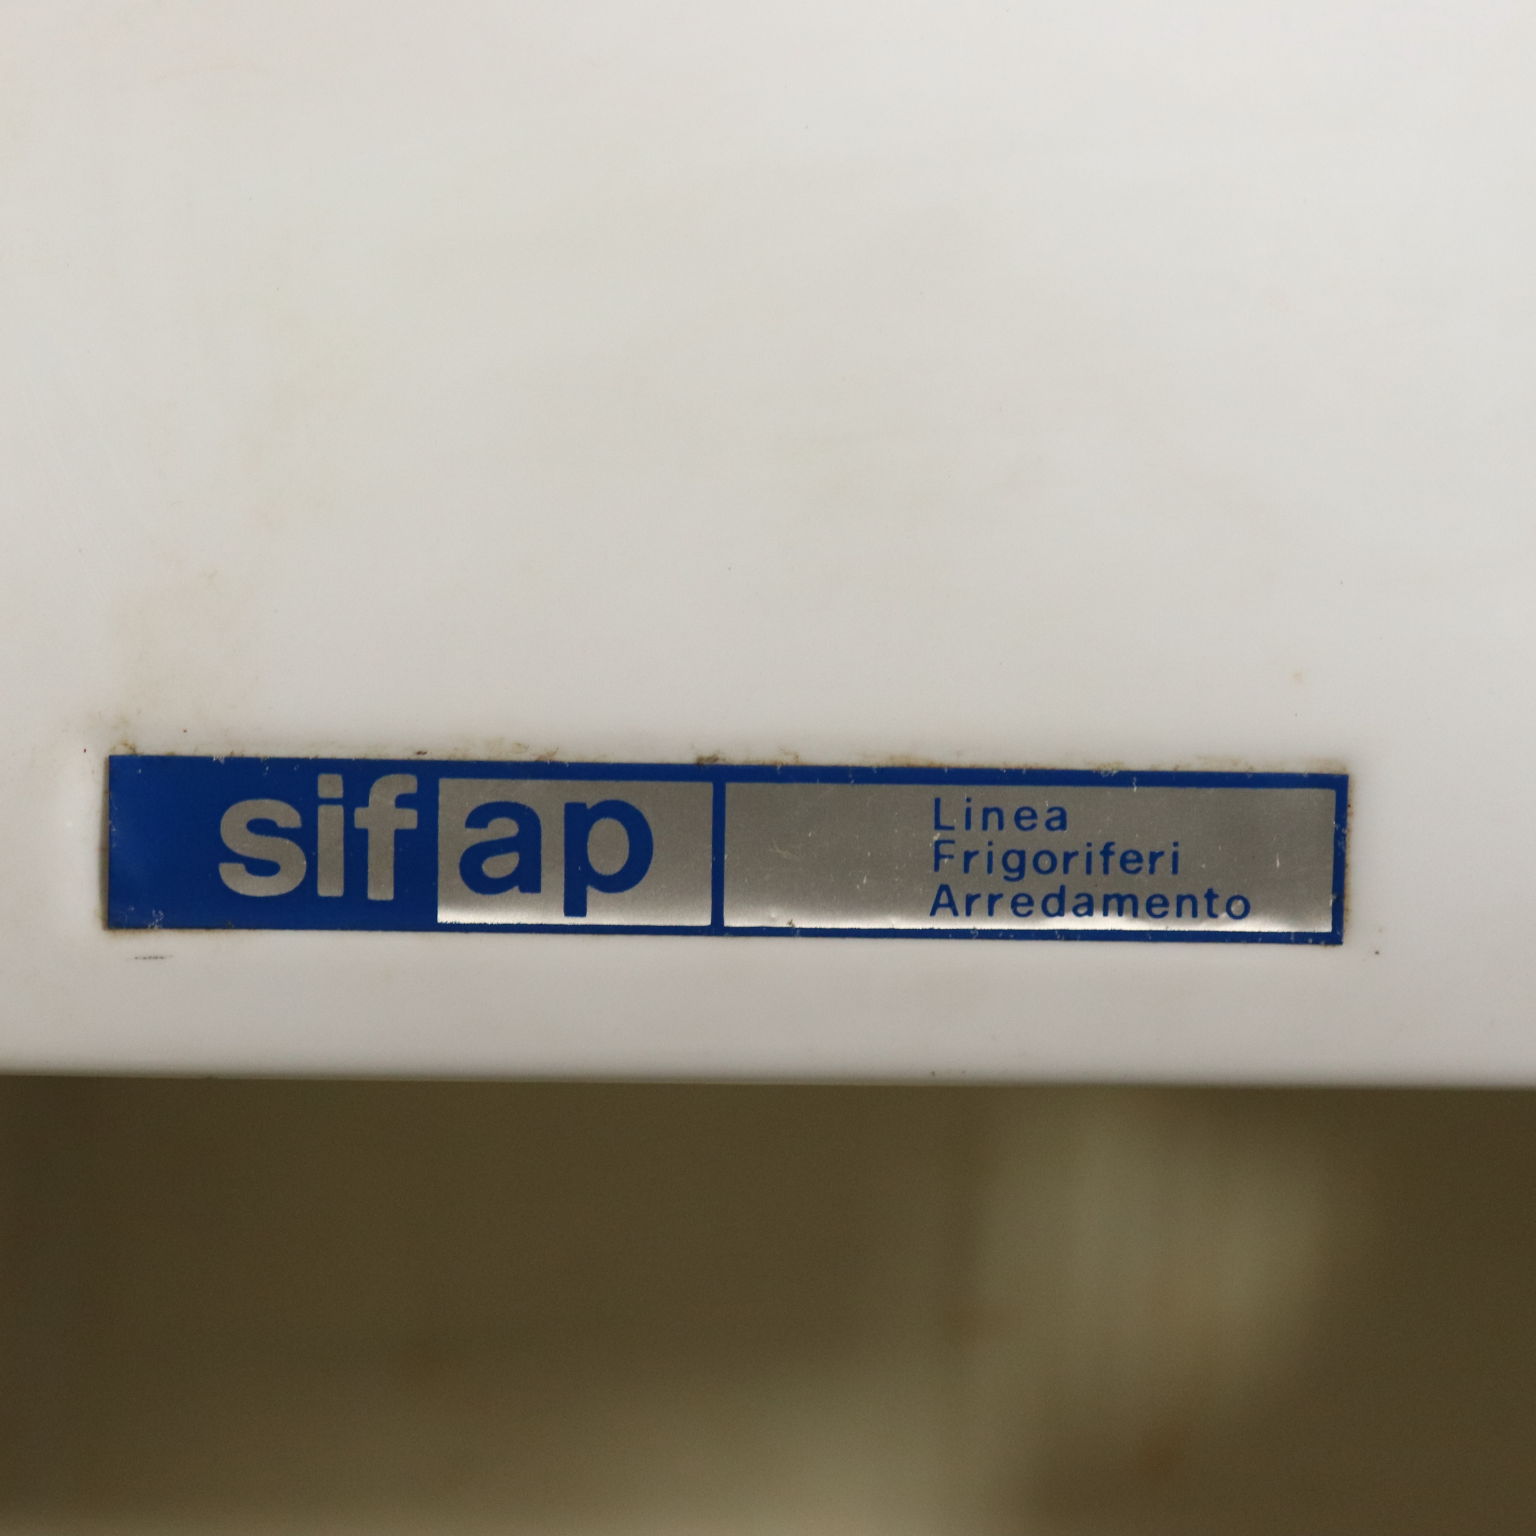 sifap
Linea
Frigoriferi
Arredamento